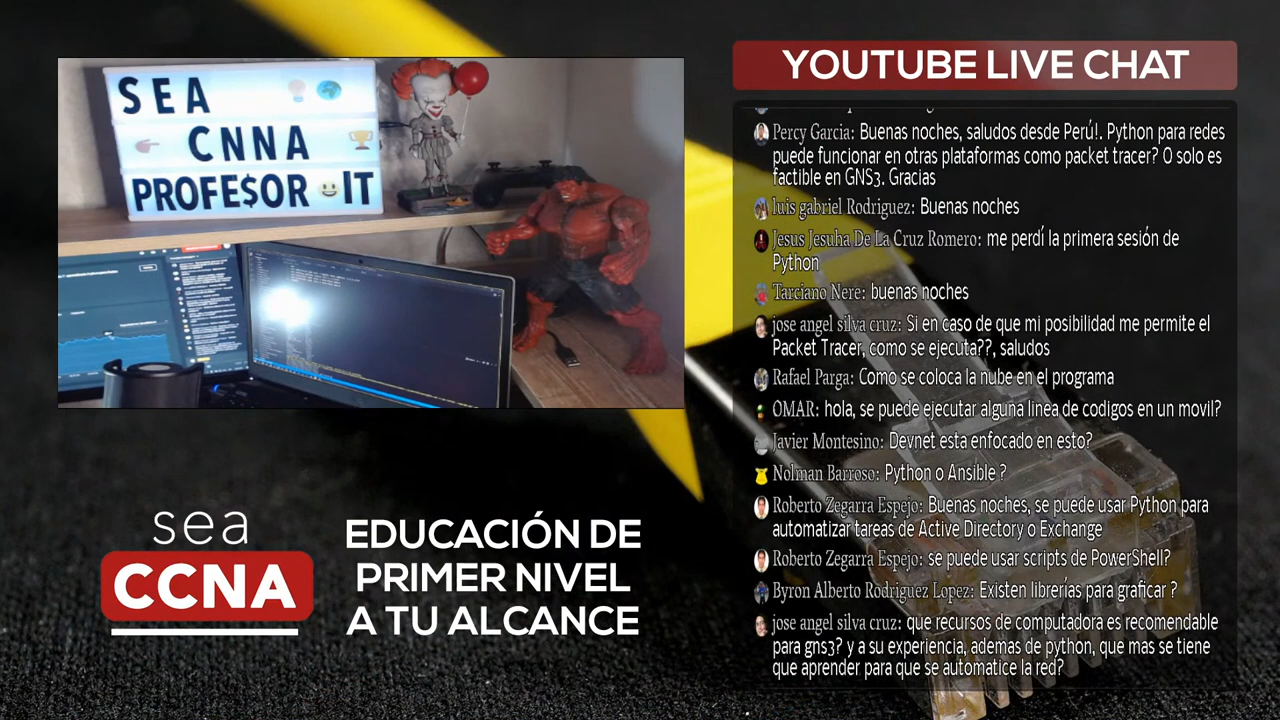 SEA
CNNA
PROFE$OR IT
sea
CCNA
EDUCACIÓN DE
PRIMER NIVEL
A TU ALCANCE
YOUTUBE LIVE CHAT
Percy Garcia: Buenas noches, saludos desde Perú!. Python para redes
puede funcionar en otras plataformas como packet tracer? O solo es
factible en GNS3. Gracias
luis gabriel Rodriguez: Buenas noches
Jesus Jesuha De La Cruz Romero: me perdí la primera sesión de
Python
Tarciano Nere: buenas noches
jose angel silva cruz: Si en caso de que mi posibilidad me permite el
Packet Tracer, como se ejecuta??, saludos
Rafael Parga: Como se coloca la nube en el programa
OMAR: hola, se puede ejecutar alguna linea de codigos en un movil?
Javier Montesino: Devnet esta enfocado en esto?
Nolman Barroso: Python o Ansible ?
Roberto Zegarra Espejo: Buenas noches, se puede usar Python para
automatizar tareas de Active Directory o Exchange
Roberto Zegarra Espejo: se puede usar scripts de PowerShell?
Byron Alberto Rodriguez Lopez: Existen librerías para graficar ?
jose angel silva cruz: que recursos de computadora es recomendable
para gns3? y a su experiencia, ademas de python, que mas se tiene
que aprender para que se automatice la red?